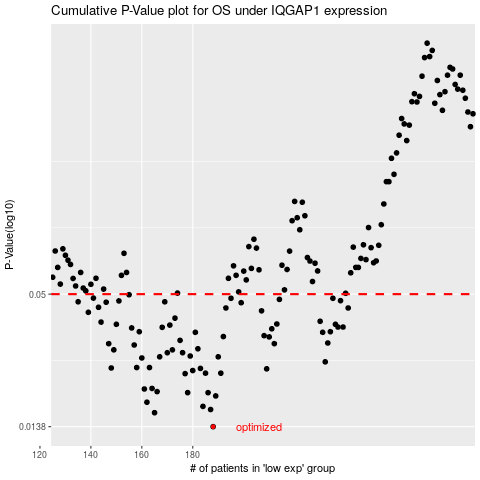 Cumulative P-Value plot for OS under IQGAP1 expression
P-Value(log10)
0.05
0.0138
optimized
120 140 160 180
# of patients in 'low exp' group